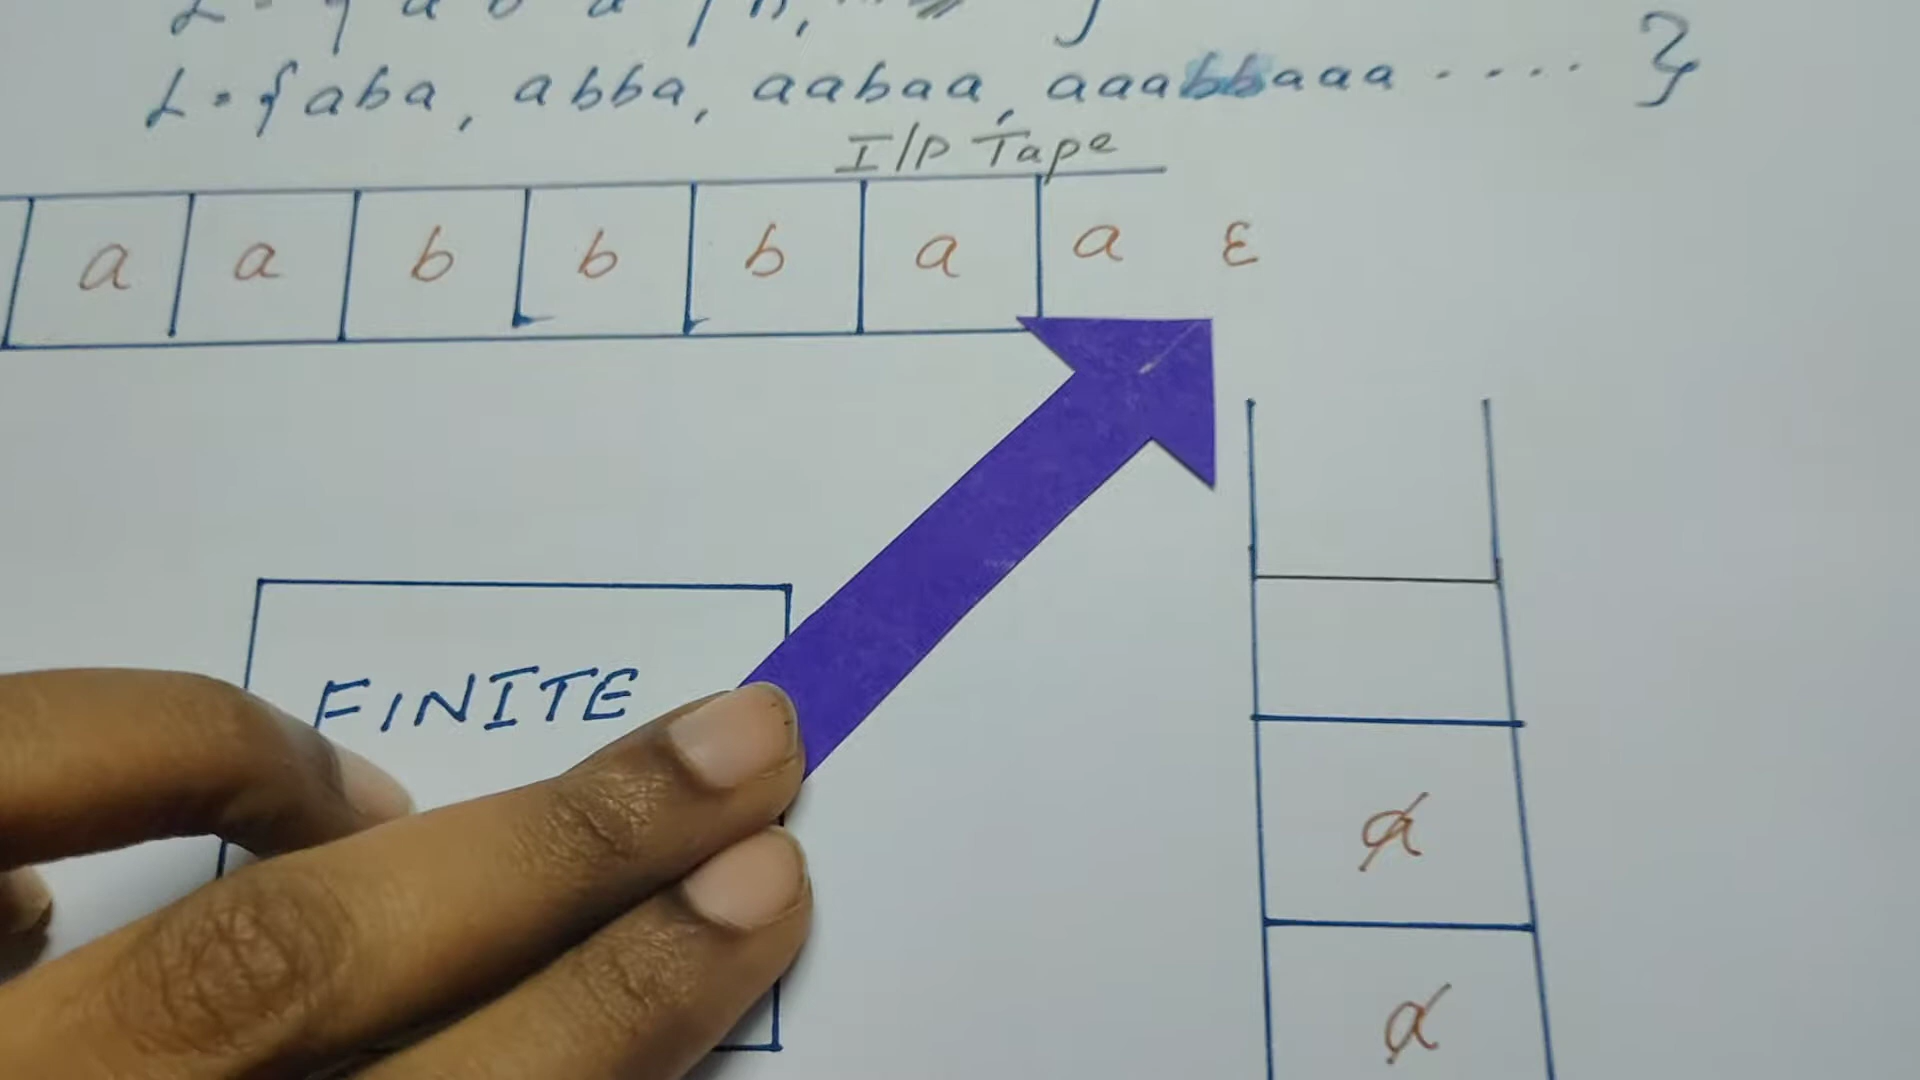 L = {aba, abba, aabaa, aaabbaaa ..... }
I/P Tape
a a b b b a a ε
FINITE
a
a